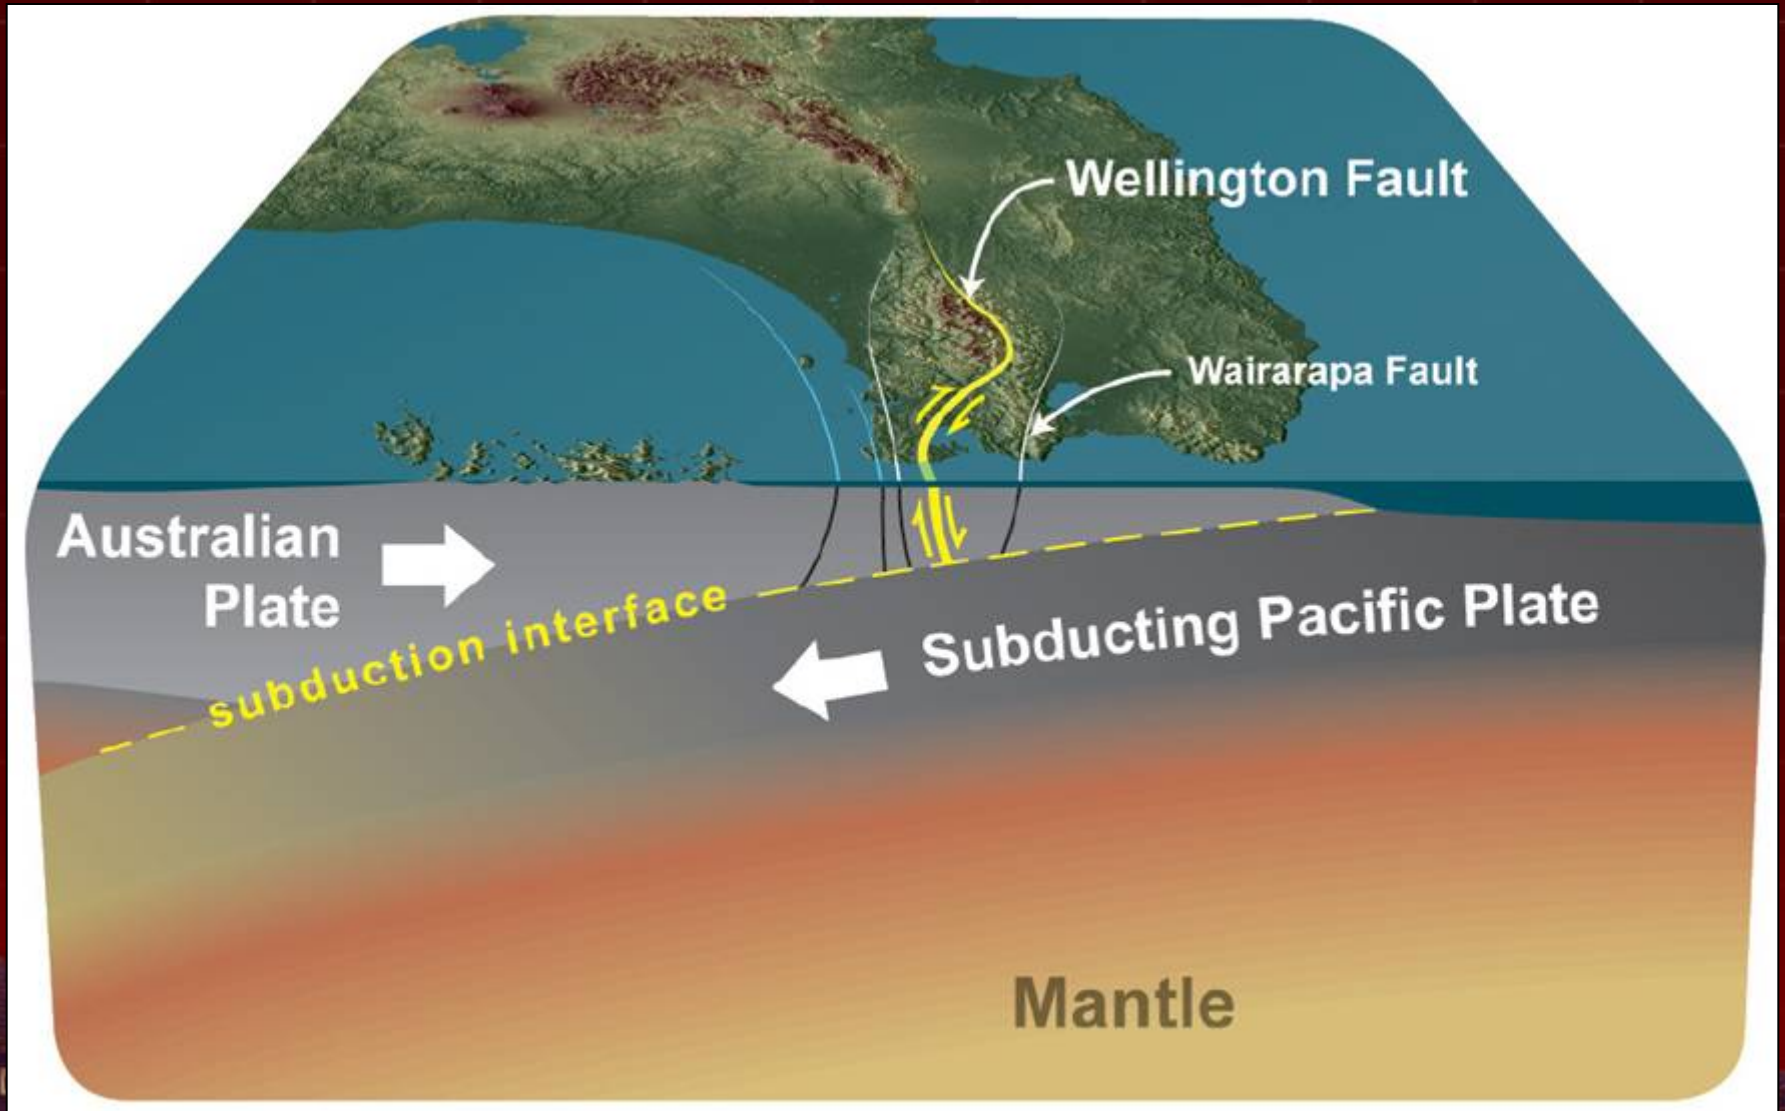 Wellington Fault
Wairarapa Fault
Australian
Plate
subduction interface
Subducting Pacific Plate
Mantle